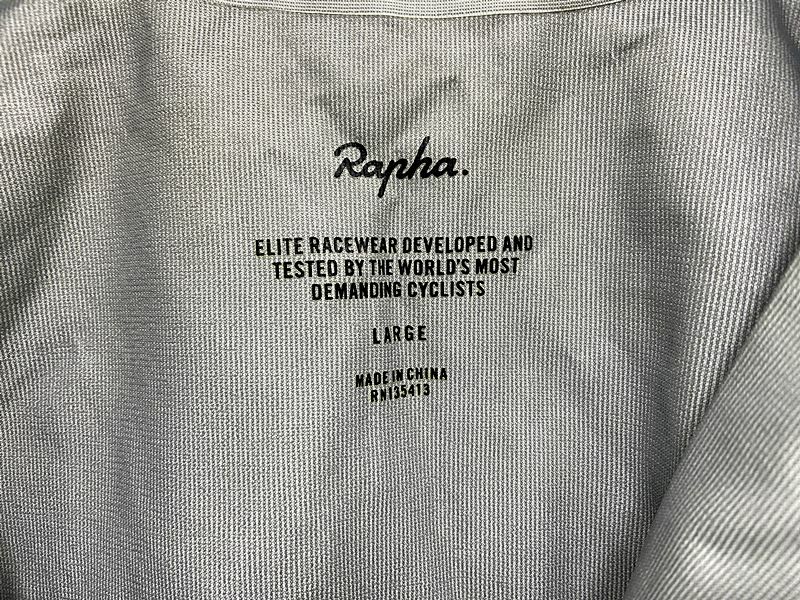 Rapha.
ELITE RACEWEAR DEVELOPED AND
TESTED BY THE WORLD'S MOST
DEMANDING CYCLISTS
LARGE
MADE IN CHINA
RN135413